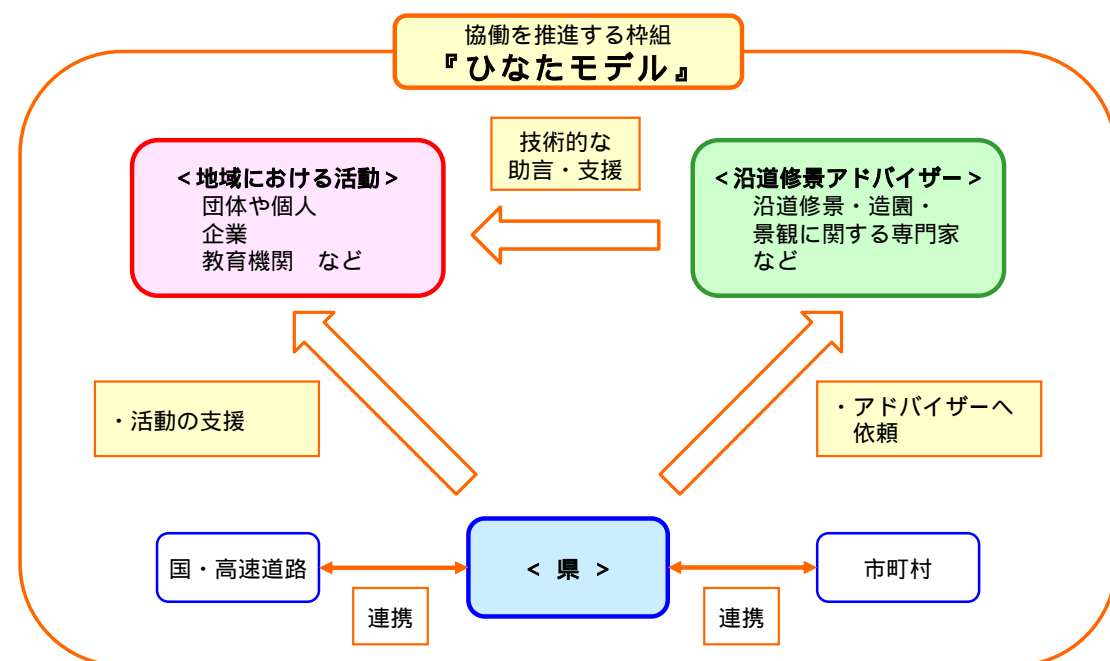 協働を推進する枠組
『ひなたモデル』
技術的な
助言・支援
<地域における活動>
団体や個人
企業
教育機関　など
<沿道修景アドバイザー>
沿道修景・造園・
景観に関する専門家
など
・活動の支援
・アドバイザーへ
依頼
国・高速道路
< 県 >
市町村
連携
連携